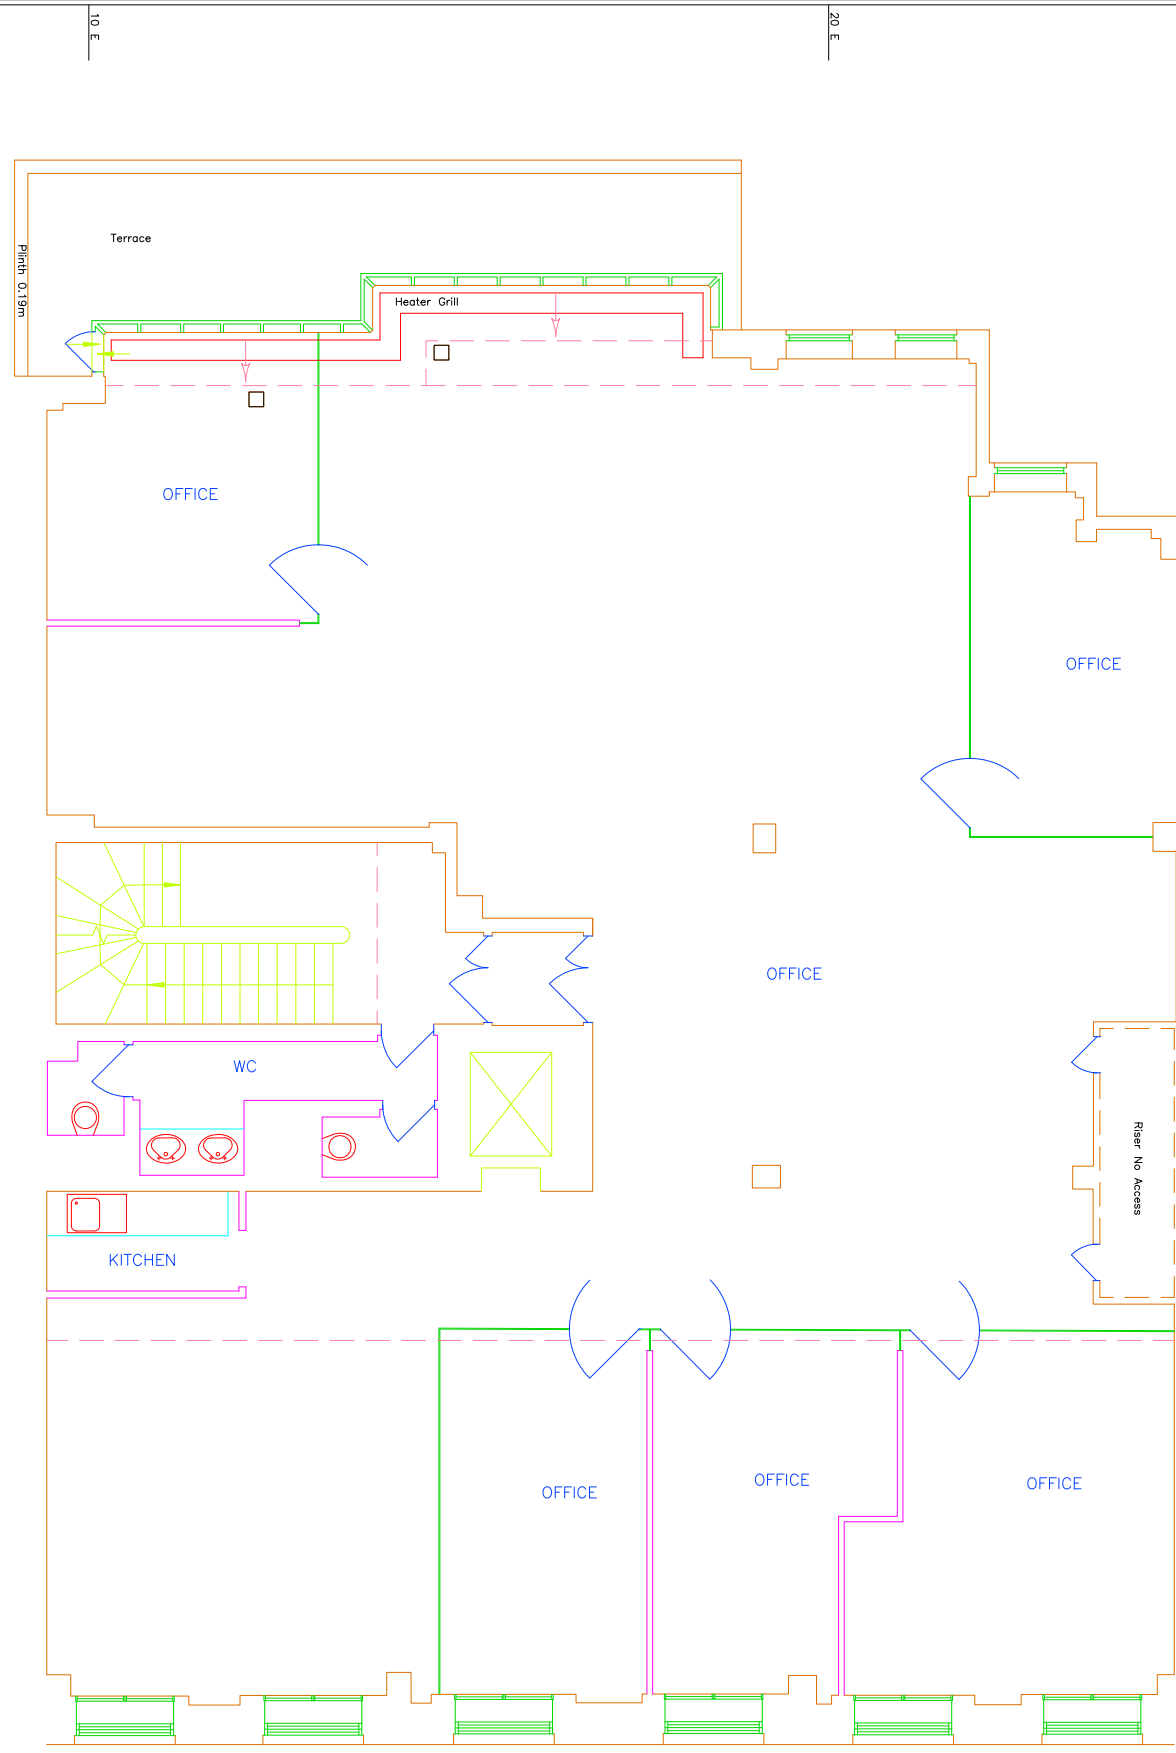 10 E
20 E
Terrace
Plinth 0.19m
Heater Grill
OFFICE
OFFICE
OFFICE
WC
Riser No Access
KITCHEN
OFFICE
OFFICE
OFFICE